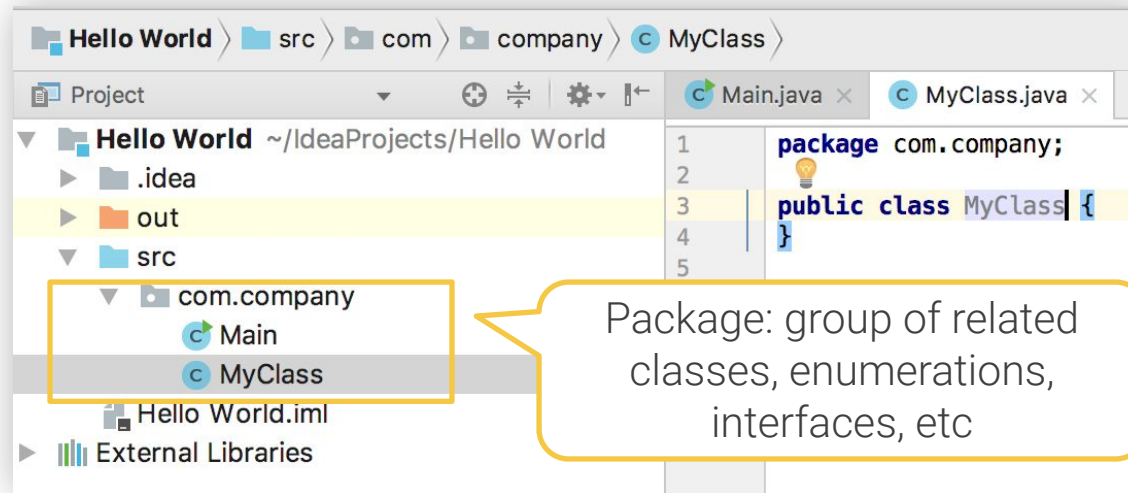 Hello World src com company MyClass
Project
Main.java MyClass.java
Hello World ~/IdeaProjects/Hello World
.idea
out
src
com.company
Main
MyClass
Hello World.iml
External Libraries
1 package com.company;
2
3 public class MyClass {
4 }
5
Package: group of related
classes, enumerations,
interfaces, etc